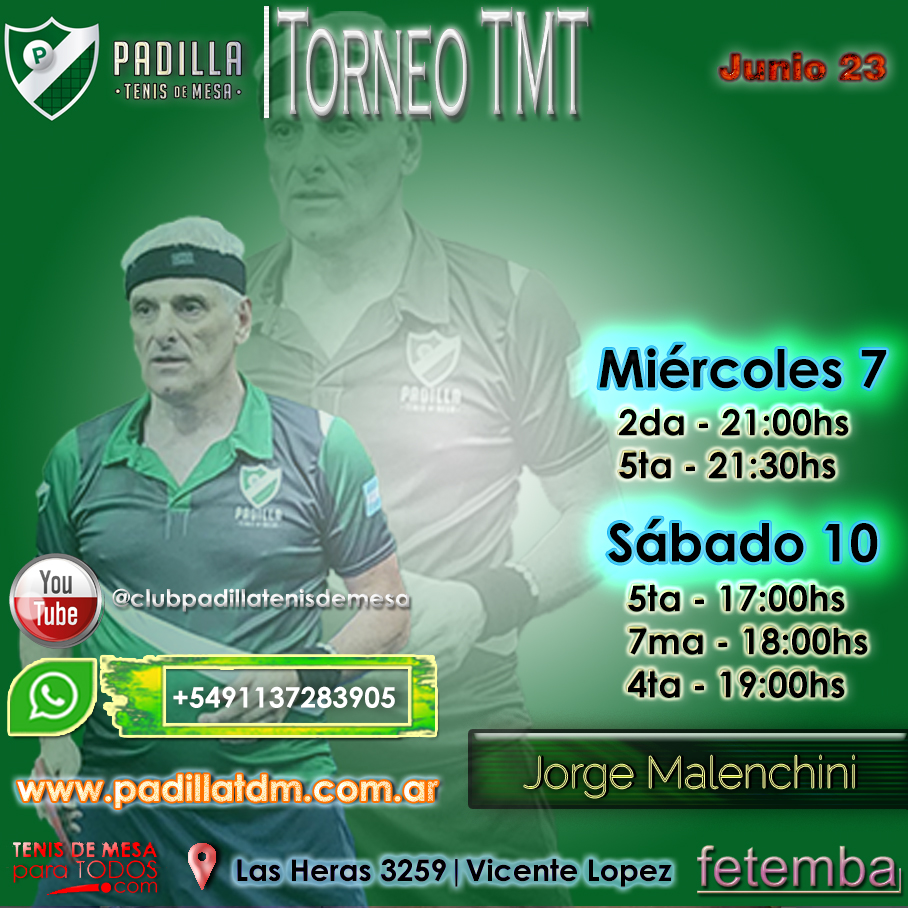 P
PADILLA
• TENIS DE MESA •
TORNEO TMT
Junio 23
PADILLA
PADILLA
Miércoles 7
2da - 21:00hs
5ta - 21:30hs
Sábado 10
5ta - 17:00hs
7ma - 18:00hs
4ta - 19:00hs
You
Tube
@clubpadillatenisdemesa
+5491137283905
Jorge Malenchini
www.padillatdm.com.ar
TENIS DE MESA
para TODOS
.com
Las Heras 3259|Vicente Lopez
fetemba